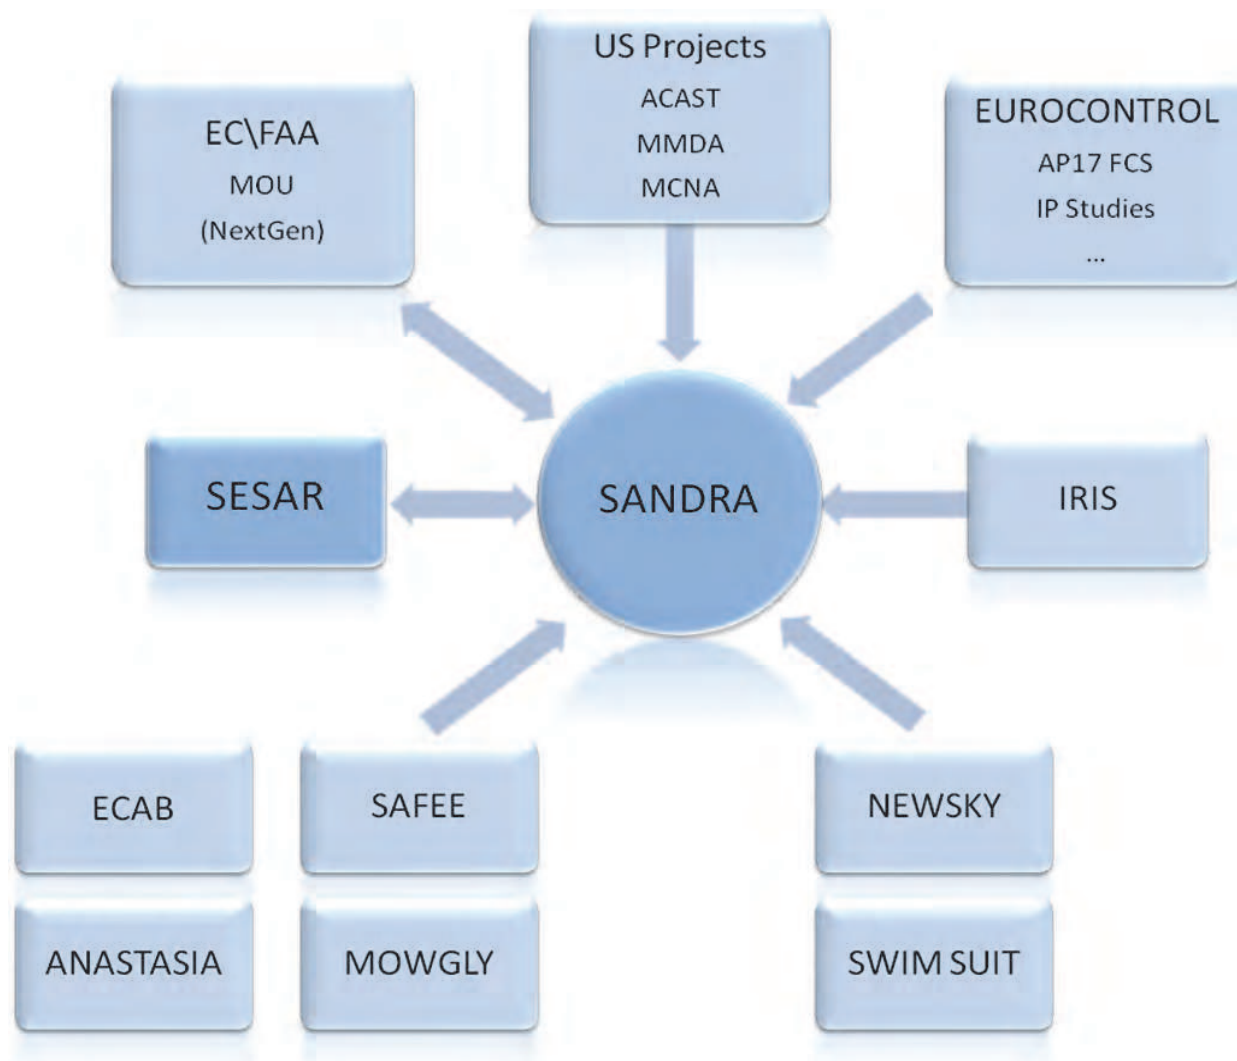 US Projects
ACAST
MMDA
MCNA
EC\FAA
MOU
(NextGen)
EUROCONTROL
AP17 FCS
IP Studies
...
SESAR
SANDRA
IRIS
ECAB
SAFEE
NEWSKY
ANASTASIA
MOWGLY
SWIM SUIT